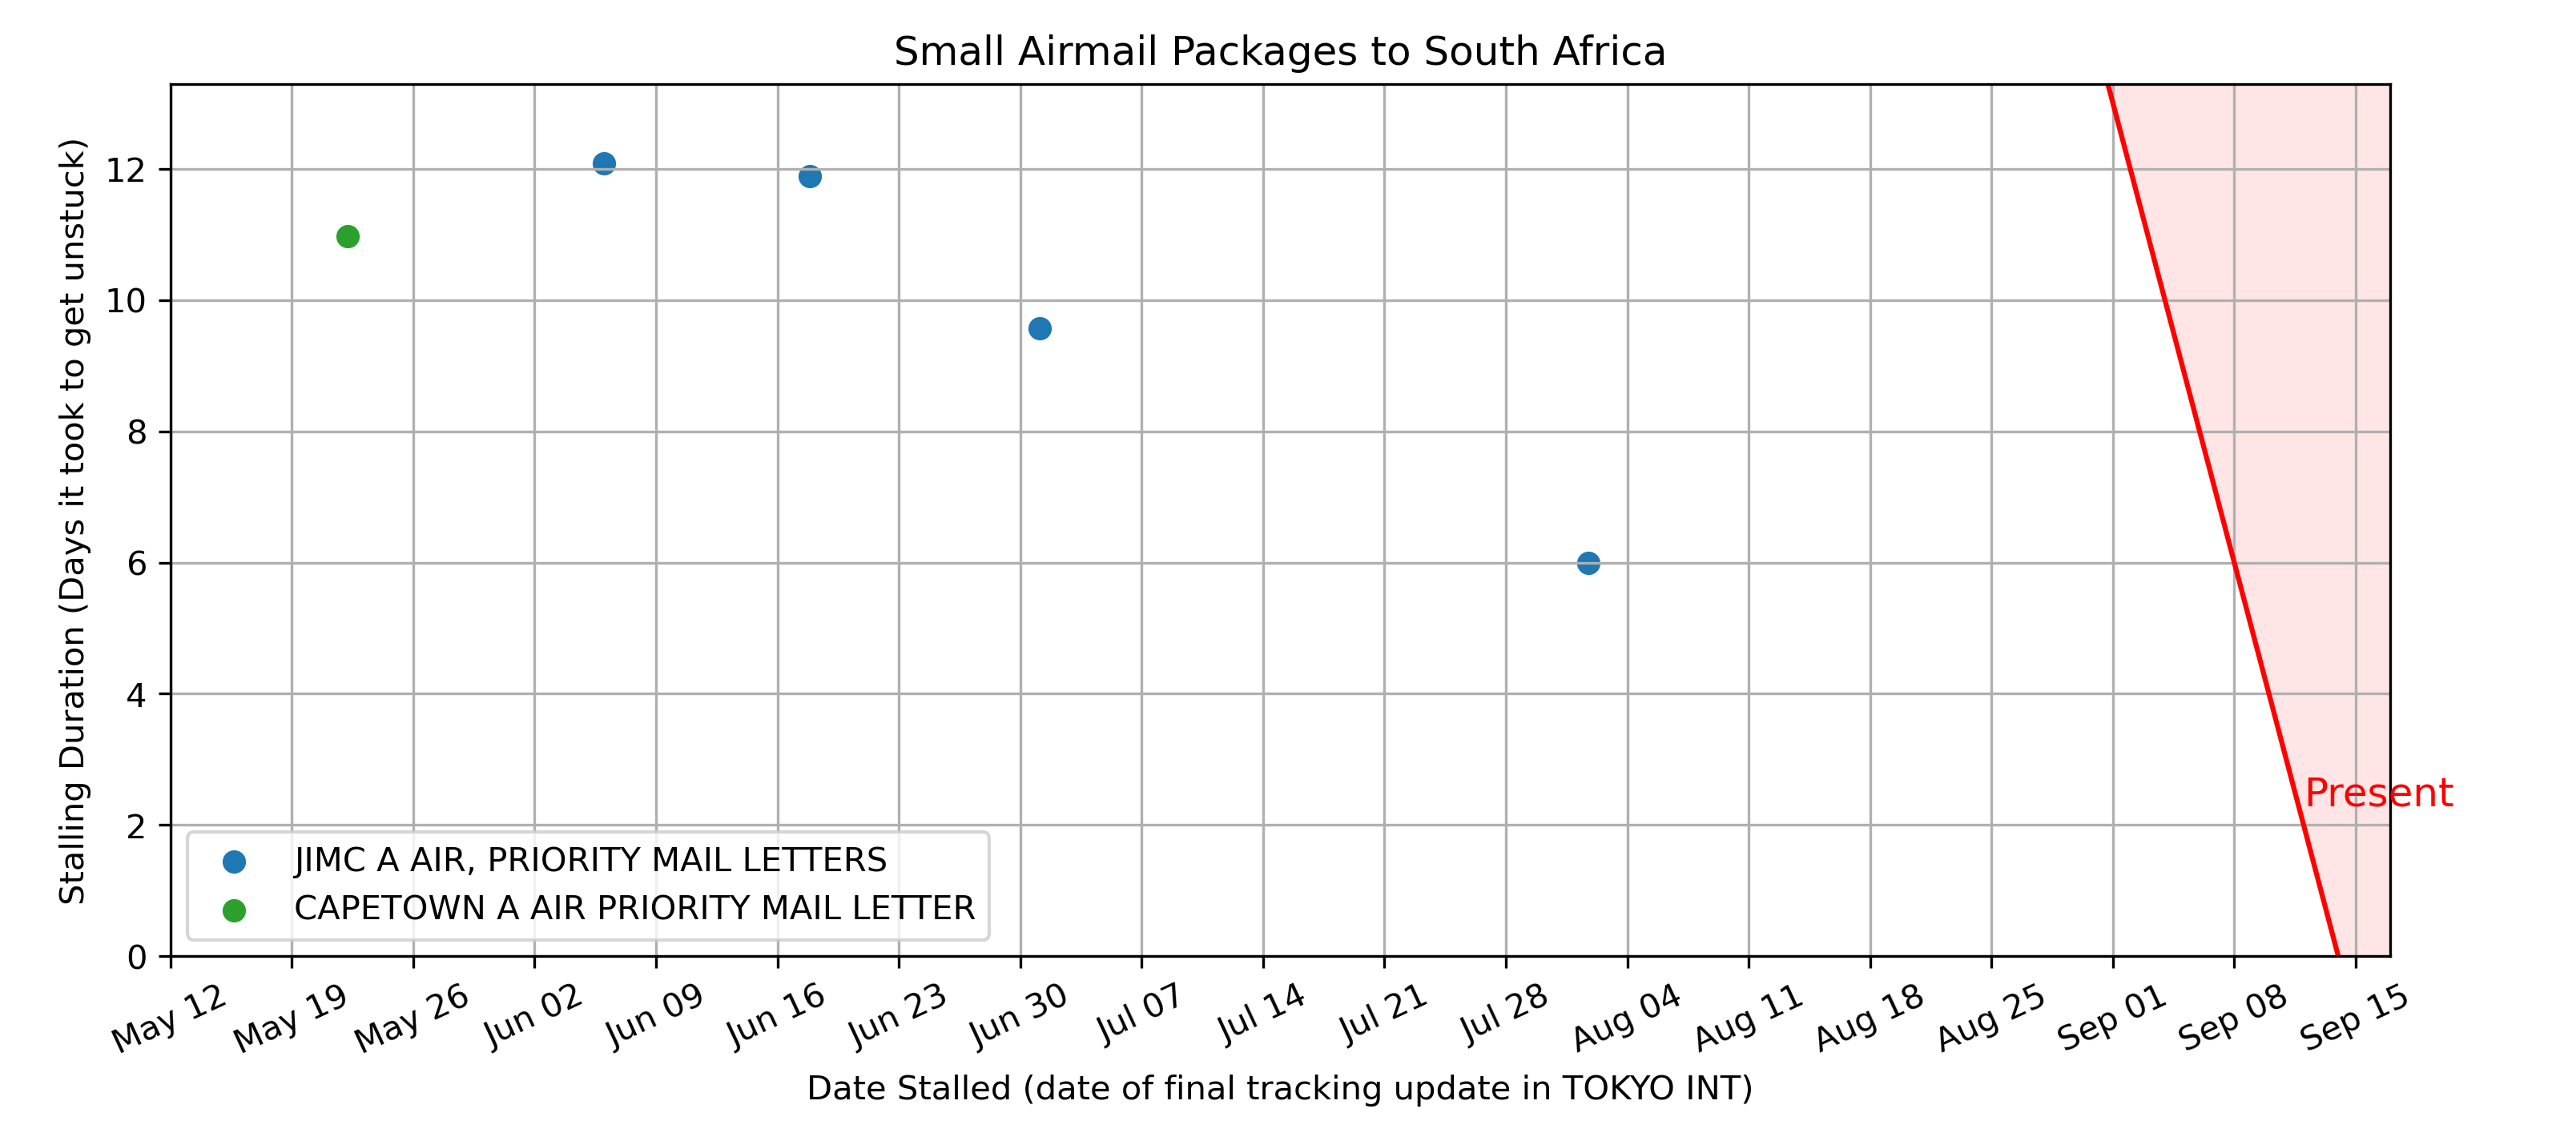 Small Airmail Packages to South Africa
Stalling Duration (Days it took to get unstuck)
12
10
8
6
4
2
0
Present
JIMC A AIR, PRIORITY MAIL LETTERS
CAPETOWN A AIR PRIORITY MAIL LETTER
May 12 May 19 May 26 Jun 02 Jun 09 Jun 16 Jun 23 Jun 30 Jul 07 Jul 14 Jul 21 Jul 28 Aug 04 Aug 11 Aug 18 Aug 25 Sep 01 Sep 08 Sep 15
Date Stalled (date of final tracking update in TOKYO INT)